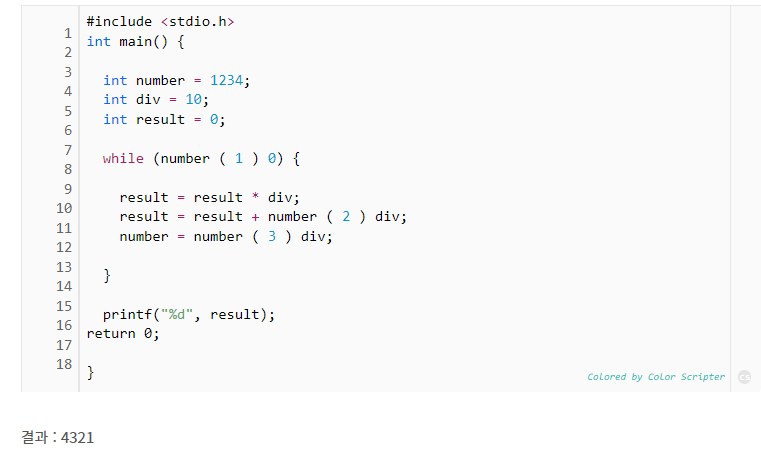 #include <stdio.h>
1 int main() {
2
3 int number = 1234;
4 int div = 10;
5 int result = 0;
6
7 while (number ( 1 ) 0) {
8
9 result = result * div;
10 result = result + number ( 2 ) div;
11 number = number ( 3 ) div;
12
13 }
14
15 printf("%d", result);
16 return 0;
17
18 }
Colored by Color Scripter
cs
결과 : 4321